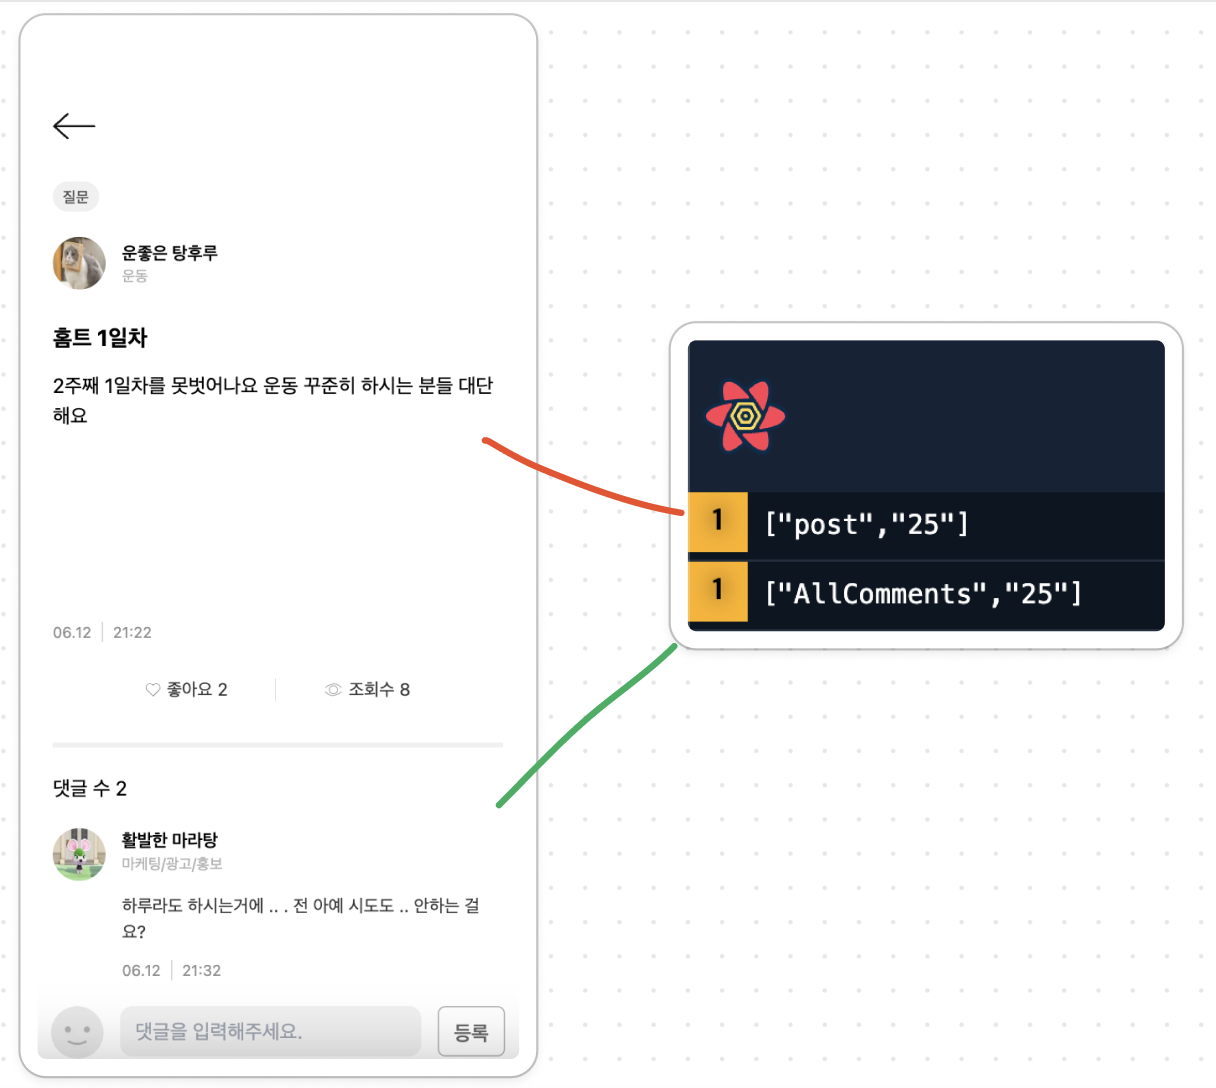 질문
운좋은 탕후루
운동
홈트 1일차
2주째 1일차를 못벗어나요 운동 꾸준히 하시는 분들 대단
해요
06.12 21:22
좋아요 2 조회수 8
댓글 수 2
활발한 마라탕
마케팅/광고/홍보
하루라도 하시는거에 .. . 전 아예 시도도 .. 안하는 걸
요?
06.12 21:32
댓글을 입력해주세요. 등록
1 ["post","25"]
1 ["AllComments","25"]